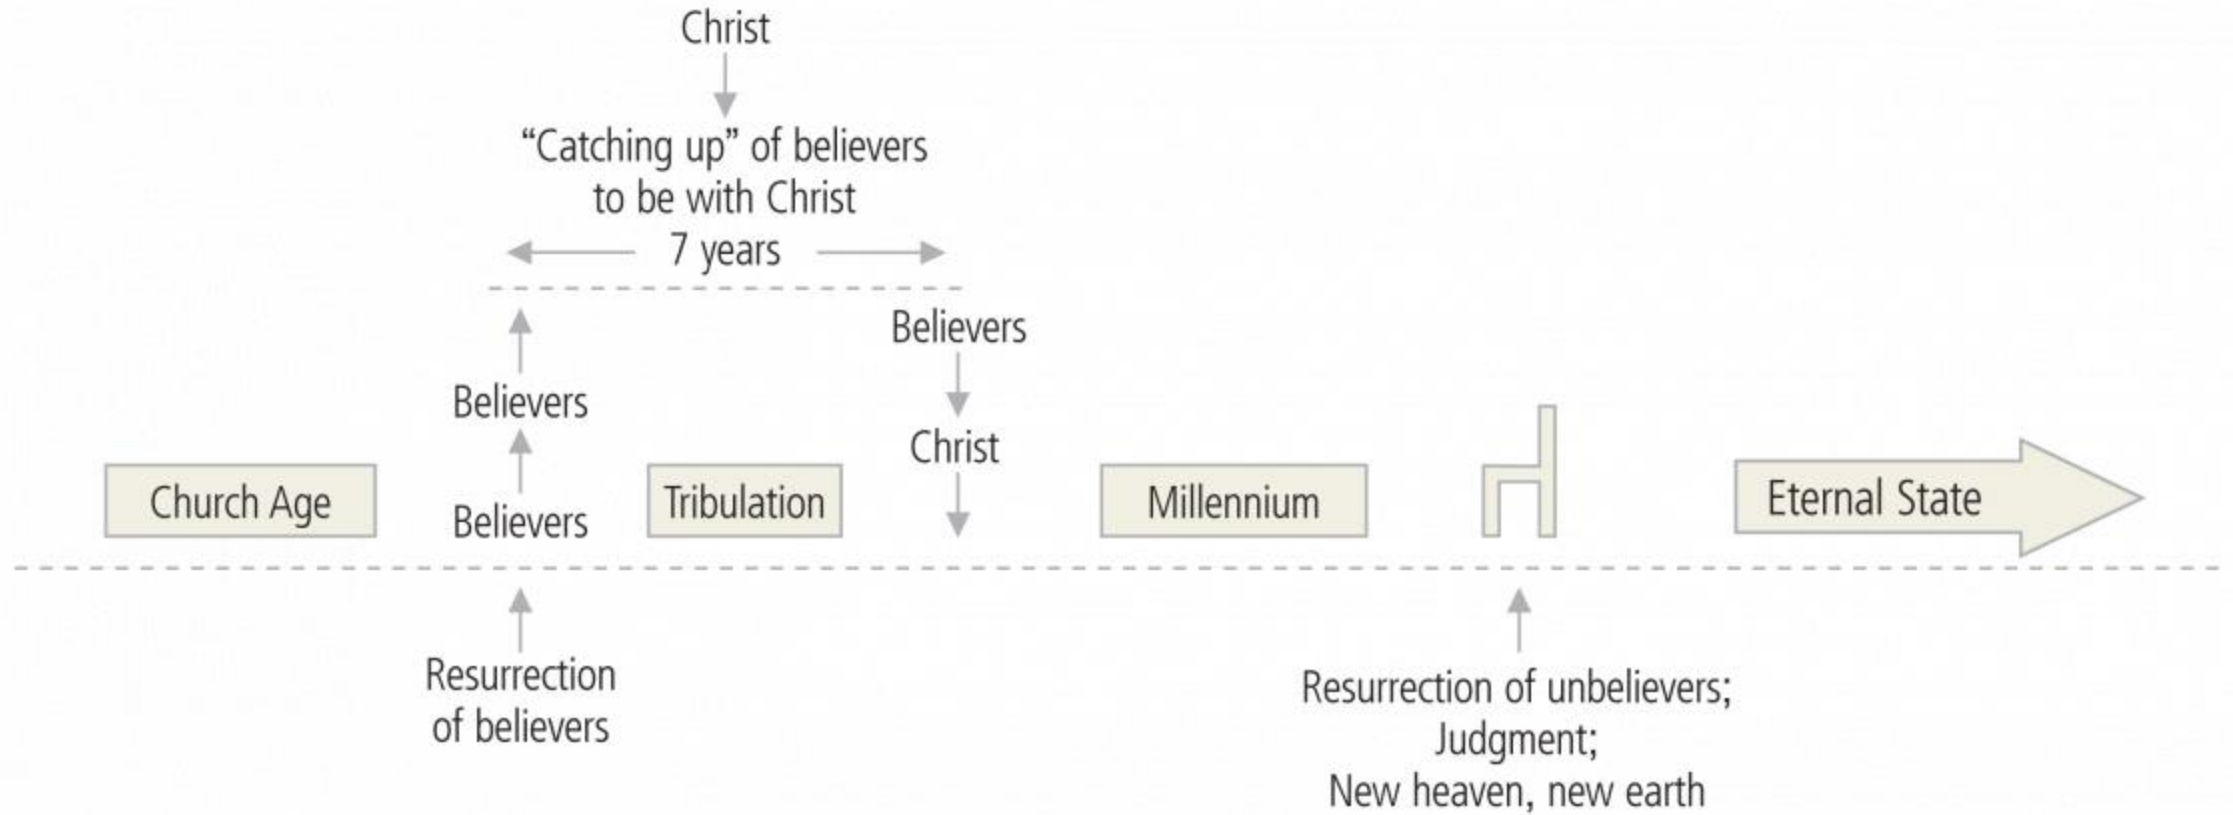 Christ
“Catching up” of believers
to be with Christ
7 years
Believers
Believers
Christ
Church Age
Believers
Tribulation
Millennium
Eternal State
Resurrection
of believers
Resurrection of unbelievers;
Judgment;
New heaven, new earth